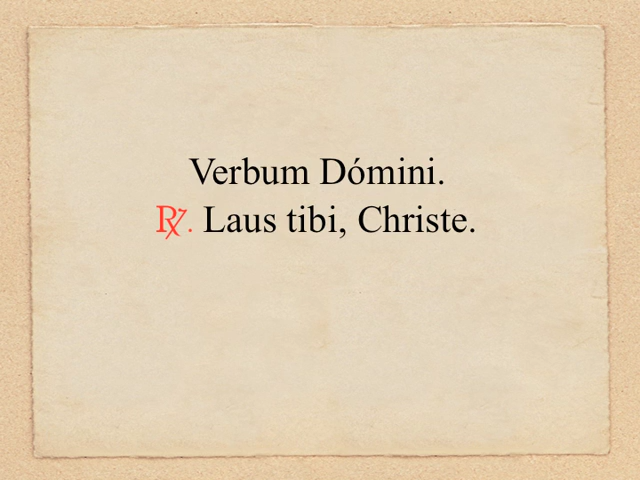 Verbum Dómini.
℟. Laus tibi, Christe.